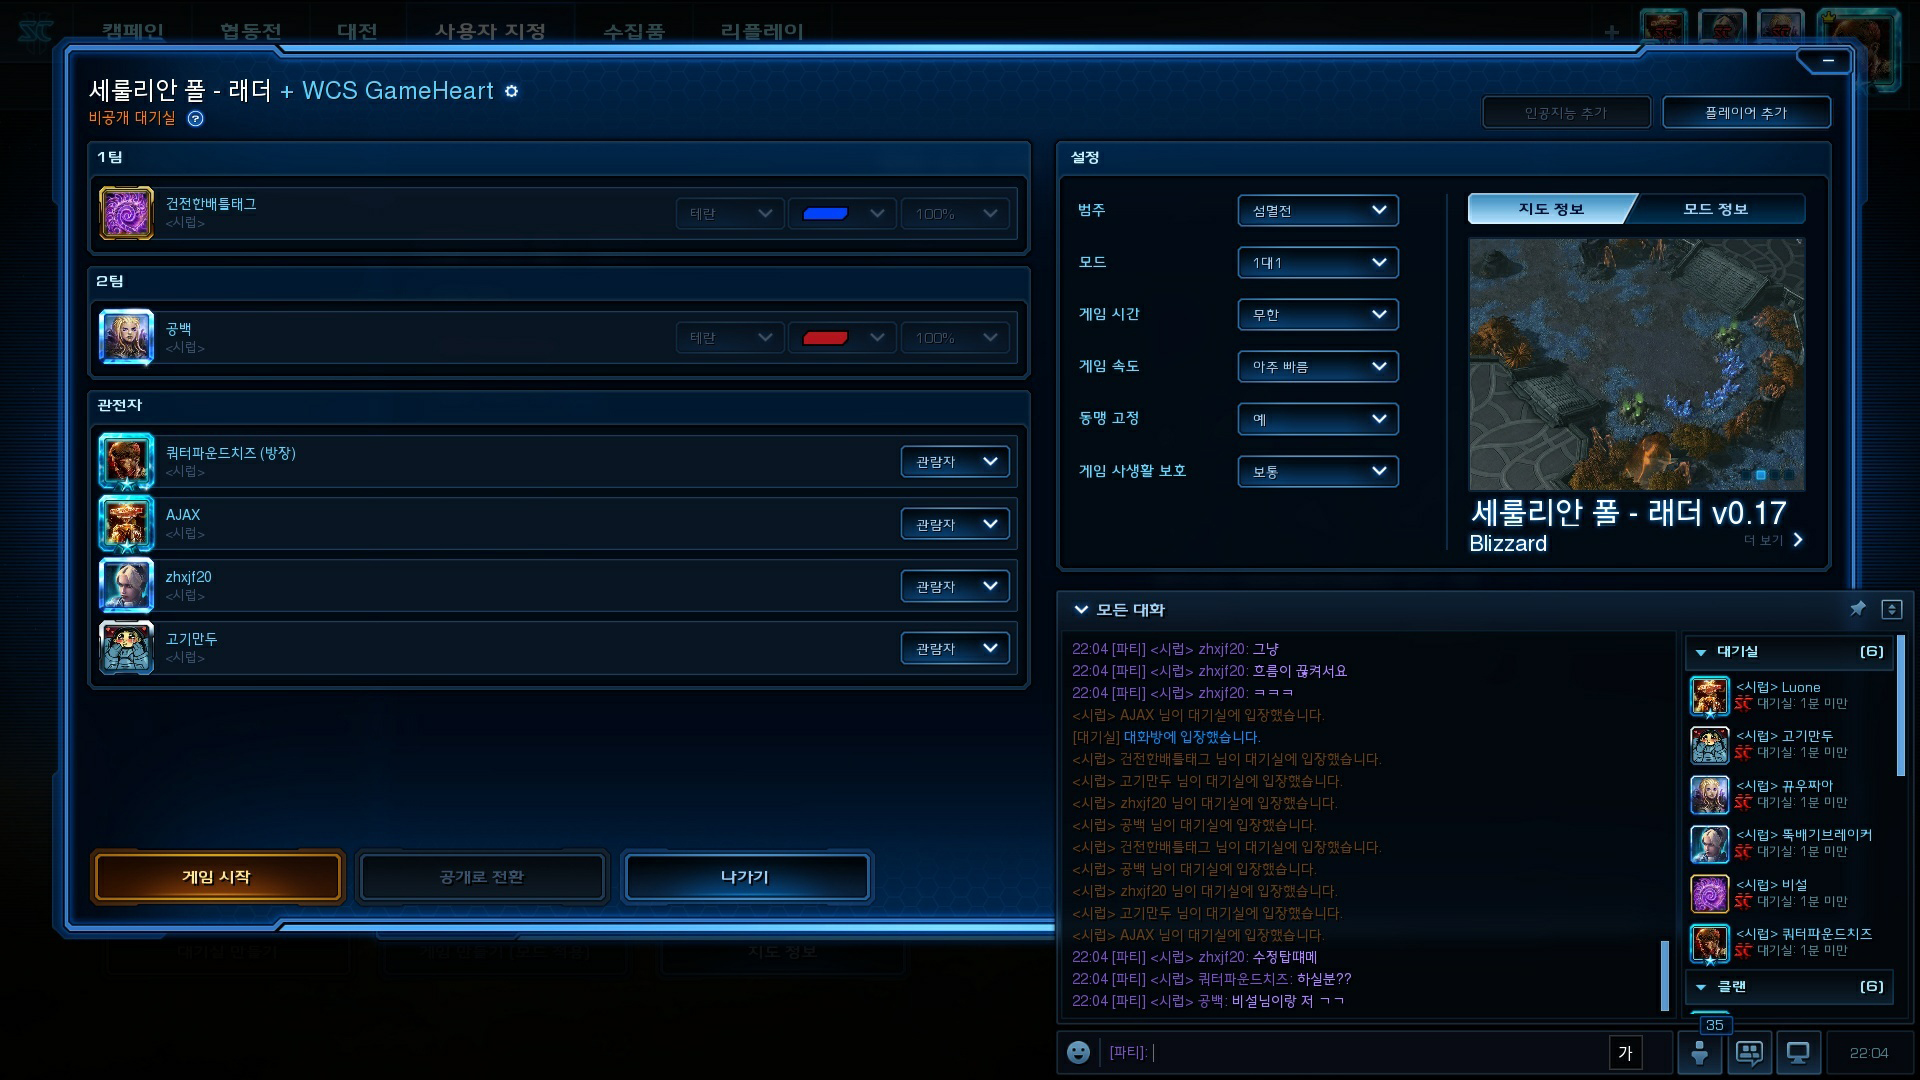 캠페인 협동전 대전 사용자 지정 수집품 리플레이
세룰리안 폴 - 래더 + WCS GameHeart
비공개 대기실 ?
인공지능 추가
플레이어 추가
1팀
건전한배틀태그
<시럽>
테란 100%
2팀
공백
<시럽>
테란 100%
관전자
쿼터파운드치즈 (방장)
<시럽>
관람자
AJAX
<시럽>
관람자
zhxjf20
<시럽>
관람자
고기만두
<시럽>
관람자
게임 시작
공개로 전환
나가기
지도 정보
설정
범주 섬멸전
모드 1대1
게임 시간 무한
게임 속도 아주 빠름
동맹 고정 예
게임 사생활 보호 보통
지도 정보
모드 정보
세룰리안 폴 - 래더 v0.17
Blizzard
더 보기
모든 대화
22:04 [파티] <시럽> zhxjf20: 그냥
22:04 [파티] <시럽> zhxjf20: 흐름이 끊켜서요
22:04 [파티] <시럽> zhxjf20: ㅋㅋㅋ
<시럽> AJAX 님이 대기실에 입장했습니다.
[대기실] 대화방에 입장했습니다.
<시럽> 건전한배틀태그 님이 대기실에 입장했습니다.
<시럽> 고기만두 님이 대기실에 입장했습니다.
<시럽> zhxjf20 님이 대기실에 입장했습니다.
<시럽> 공백 님이 대기실에 입장했습니다.
<시럽> 건전한배틀태그 님이 대기실에 입장했습니다.
<시럽> 공백 님이 대기실에 입장했습니다.
<시럽> zhxjf20 님이 대기실에 입장했습니다.
<시럽> 고기만두 님이 대기실에 입장했습니다.
<시럽> AJAX 님이 대기실에 입장했습니다.
22:04 [파티] <시럽> zhxjf20: 수정탑떄메
22:04 [파티] <시럽> 쿼터파운드치즈: 하실분??
22:04 [파티] <시럽> 공백: 비설님이랑 저 ㄱㄱ
[파티]:
가
대기실 (6)
<시럽> Luone
대기실: 1분 미만
<시럽> 고기만두
대기실: 1분 미만
<시럽> 뀨우짜아
대기실: 1분 미만
<시럽> 뚝배기브레이커
대기실: 1분 미만
<시럽> 비설
대기실: 1분 미만
<시럽> 쿼터파운드치즈
대기실: 1분 미만
클랜 (6)
35
22:04